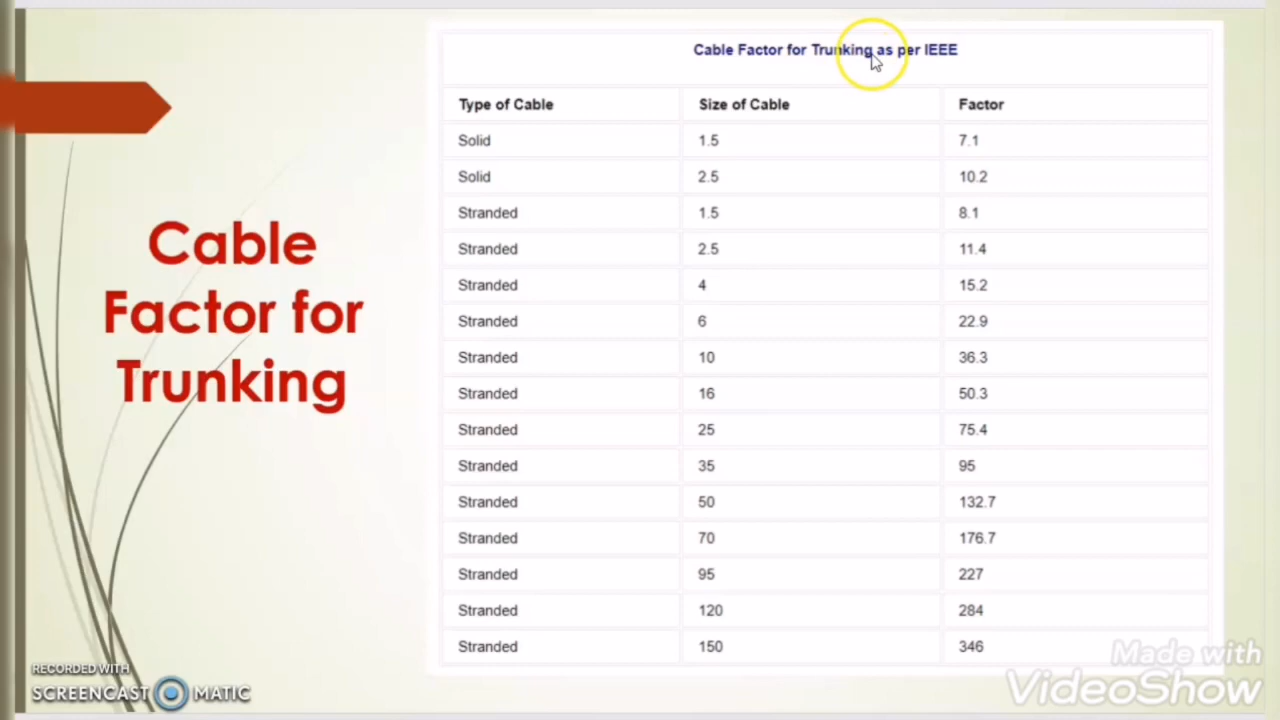 Cable Factor for Trunking as per IEEE
Type of Cable Size of Cable Factor
Solid 1.5 7.1
Solid 2.5 10.2
Stranded 1.5 8.1
Stranded 2.5 11.4
Stranded 4 15.2
Stranded 6 22.9
Stranded 10 36.3
Stranded 16 50.3
Stranded 25 75.4
Stranded 35 95
Stranded 50 132.7
Stranded 70 176.7
Stranded 95 227
Stranded 120 284
Stranded 150 346
Cable
Factor for
Trunking
RECORDED WITH
SCREENCAST MATIC
Made with
VideoShow